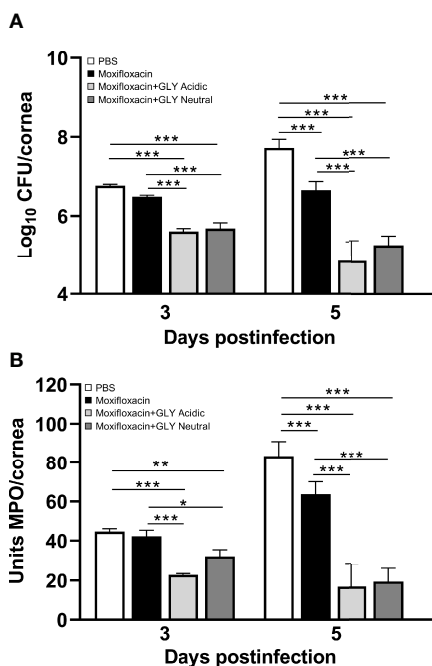 A
Log10 CFU/cornea
10
8
6
4
PBS
Moxifloxacin
Moxifloxacin+GLY Acidic
Moxifloxacin+GLY Neutral
***
***
***
***
***
***
***
***
***
3
5
Days postinfection
B
Units MPO/cornea
120
100
80
60
40
20
0
PBS
Moxifloxacin
Moxifloxacin+GLY Acidic
Moxifloxacin+GLY Neutral
**
***
*
***
***
***
***
***
***
3
5
Days postinfection